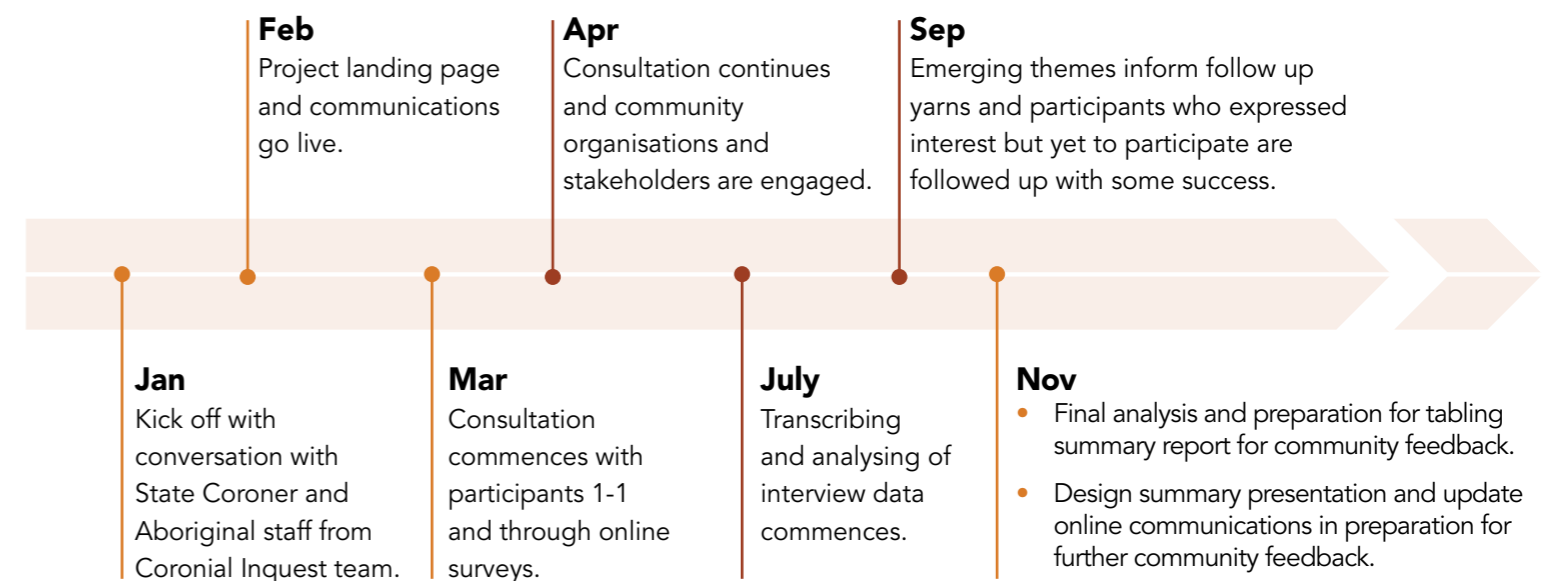 Feb
Project landing page
and communications
go live.
Apr
Consultation continues
and community
organisations and
stakeholders are engaged.
Sep
Emerging themes inform follow up
yarns and participants who expressed
interest but yet to participate are
followed up with some success.
Jan
Kick off with
conversation with
State Coroner and
Aboriginal staff from
Coronial Inquest team.
Mar
Consultation
commences with
participants 1-1
and through online
surveys.
July
Transcribing
and analysing of
interview data
commences.
Nov
• Final analysis and preparation for tabling
summary report for community feedback.
• Design summary presentation and update
online communications in preparation for
further community feedback.